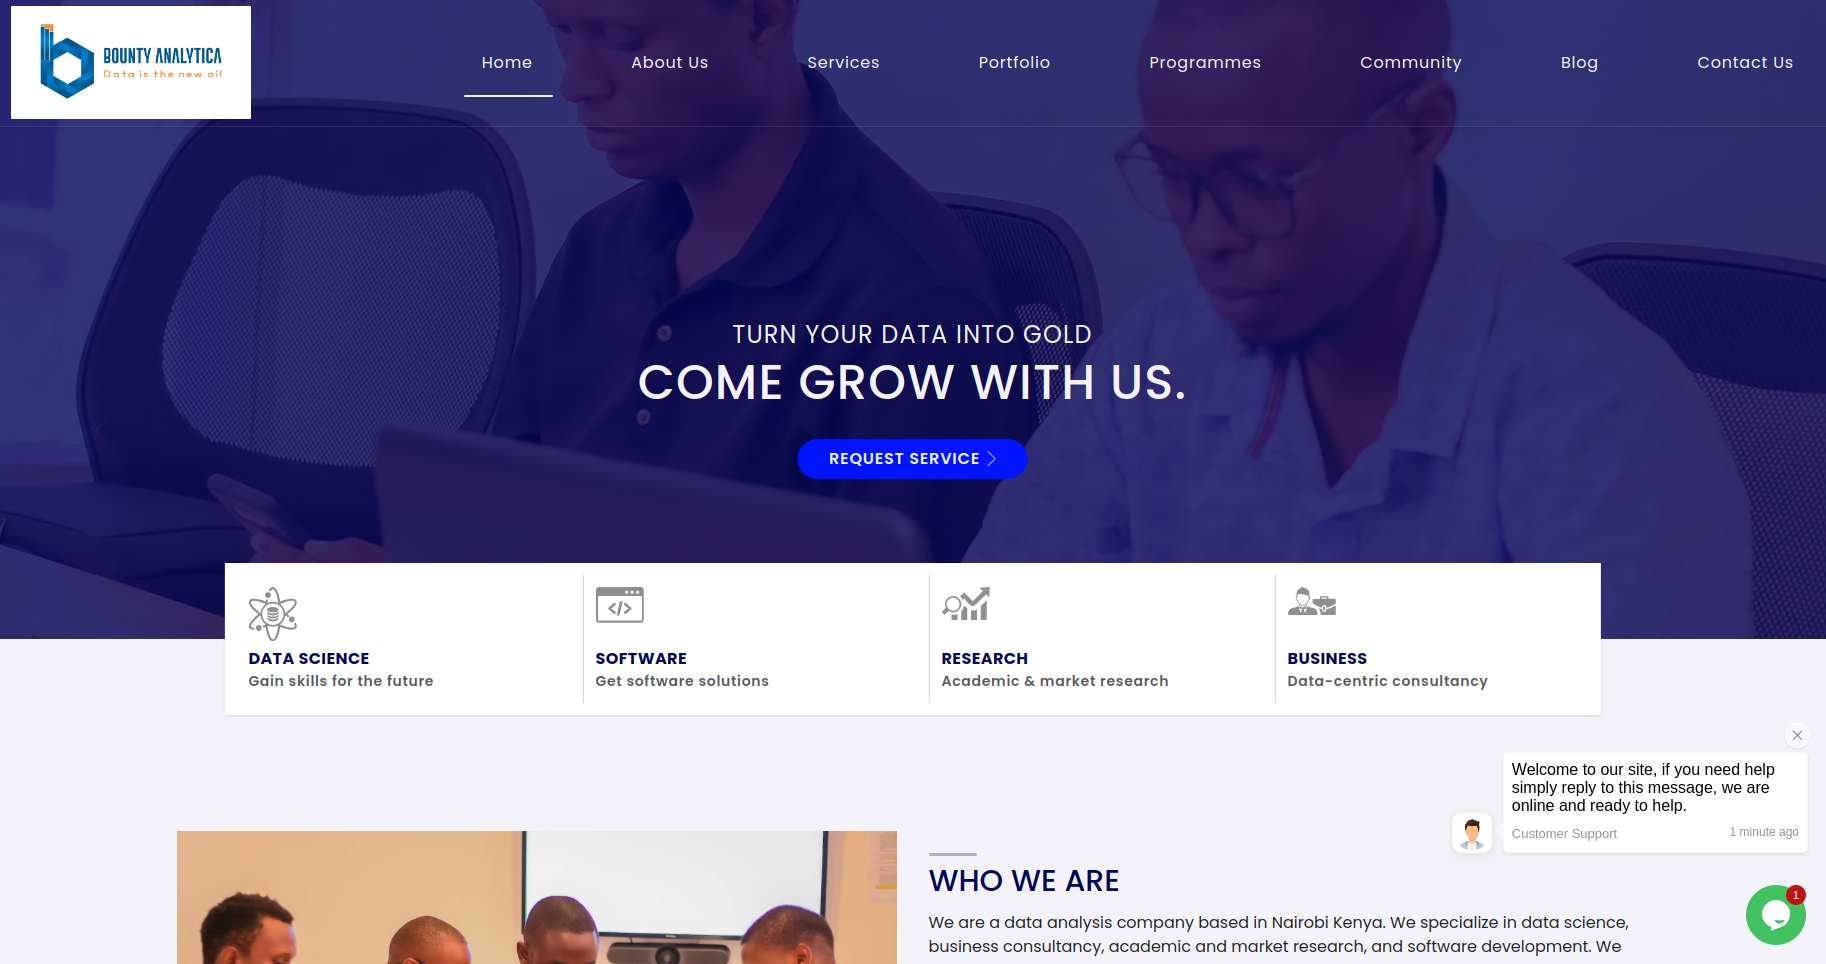 BOUNTY ANALYTICA
Data is the new oil
Home
About Us
Services
Portfolio
Programmes
Community
Blog
Contact Us
TURN YOUR DATA INTO GOLD
COME GROW WITH US.
REQUEST SERVICE
DATA SCIENCE
Gain skills for the future
SOFTWARE
Get software solutions
RESEARCH
Academic & market research
BUSINESS
Data-centric consultancy
WHO WE ARE
We are a data analysis company based in Nairobi Kenya. We specialize in data science,
business consultancy, academic and market research, and software development. We
Welcome to our site, if you need help
simply reply to this message, we are
online and ready to help.
Customer Support
1 minute ago
1